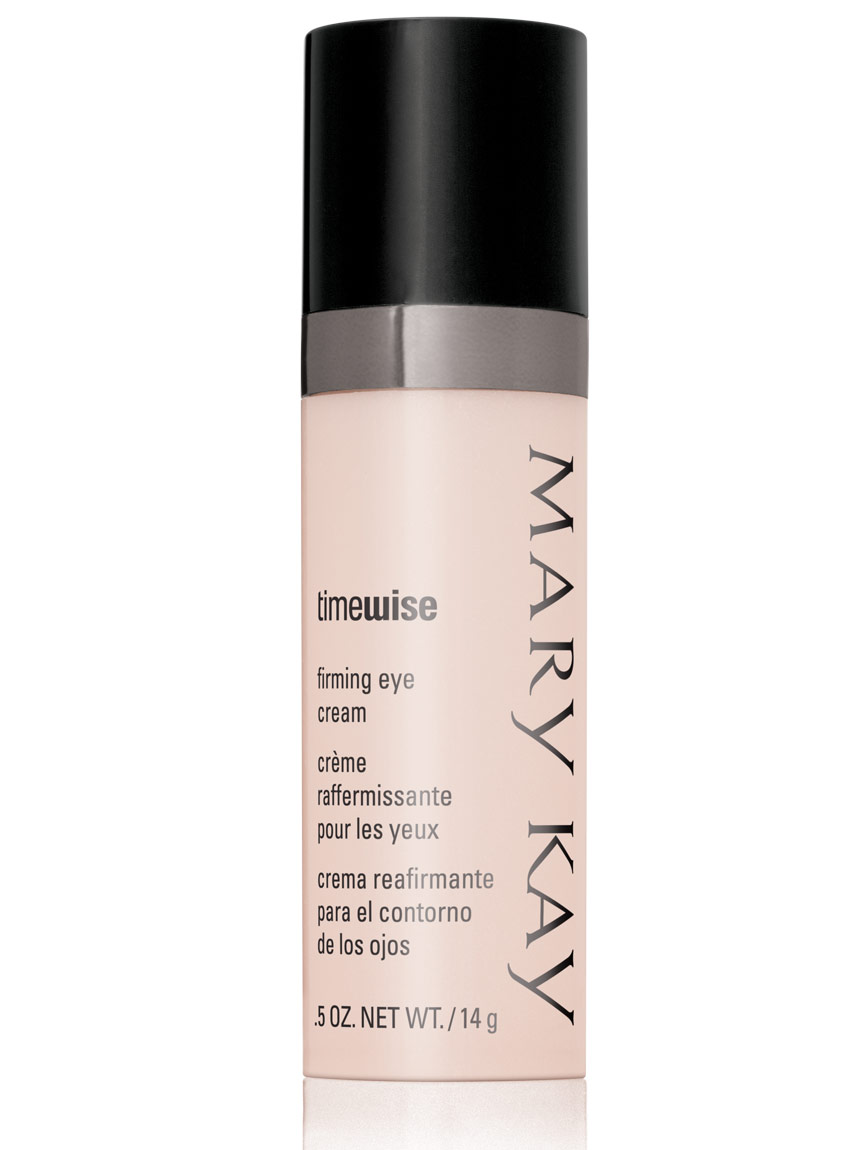 timewise
firming eye
cream
crème
raffermissante
pour les yeux
crema reafirmante
para el contorno
de los ojos
.5 OZ. NET WT. / 14 g
MARY KAY